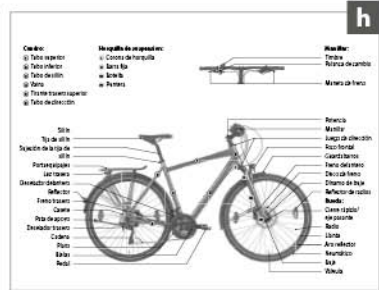 h
Cuadro:
Tubo superior
Tubo inferior
Tubo de sillín
Vaina
Tirante trasero superior
Tubo de dirección
Horquilla de suspensión:
Corona de horquilla
Barra fija
Botella
Puntera
Manillar:
Timbre
Palanca de cambio
Maneta de freno
Sillín
Tija de sillín
Sujeción de la tija de
sillín
Portaequipajes
Luz trasera
Desviador delantero
Reflector
Freno trasero
Casete
Pata de apoyo
Desviador trasero
Cadena
Plato
Bielas
Pedal
Potencia
Manillar
Juego de dirección
Foco frontal
Guardabarros
Freno delantero
Disco de freno
Dinamo de buje
Reflector de radios
Rueda:
Cierre rápido/
eje pasante
Radio
Llanta
Aro reflector
Neumático
Buje
Válvula